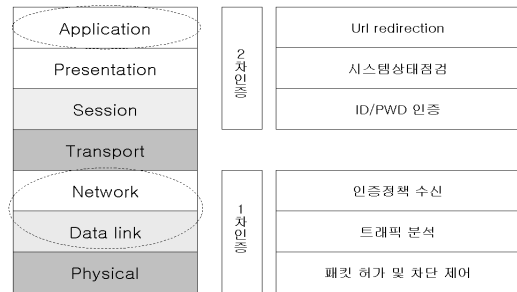 Application
Presentation
Session
Transport
Network
Data link
Physical
2차인증
1차인증
Url redirection
시스템상태점검
ID/PWD 인증
인증정책 수신
트래픽 분석
패킷 허가 및 차단 제어